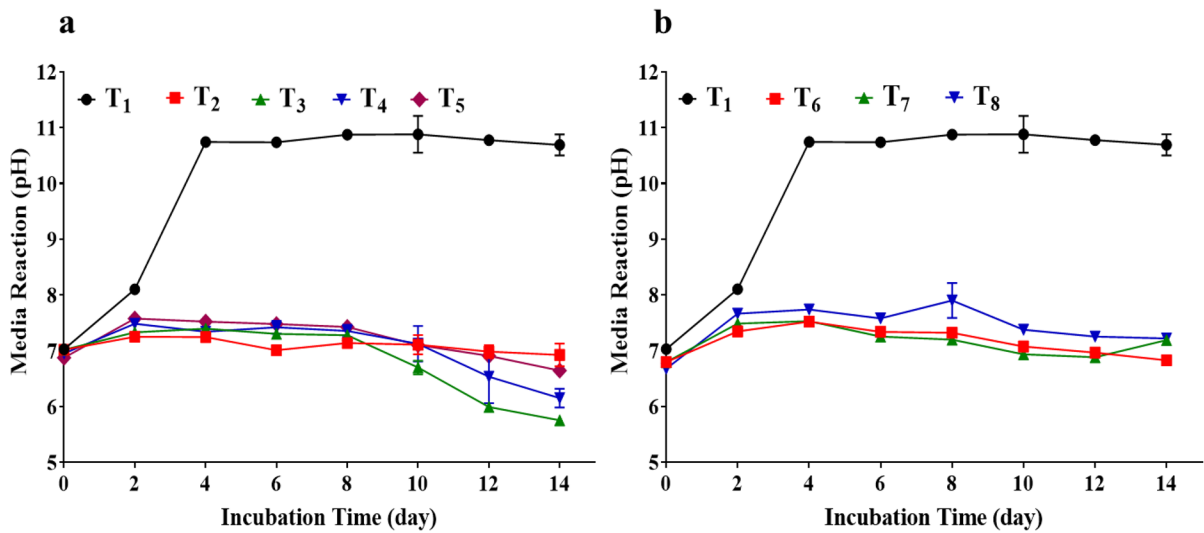 a
12
11
10
9
8
7
6
5
Media Reaction (pH)
T1 T2 T3 T4 T5
0 2 4 6 8 10 12 14
Incubation Time (day)
b
12
11
10
9
8
7
6
5
Media Reaction (pH)
T1 T6 T7 T8
0 2 4 6 8 10 12 14
Incubation Time (day)